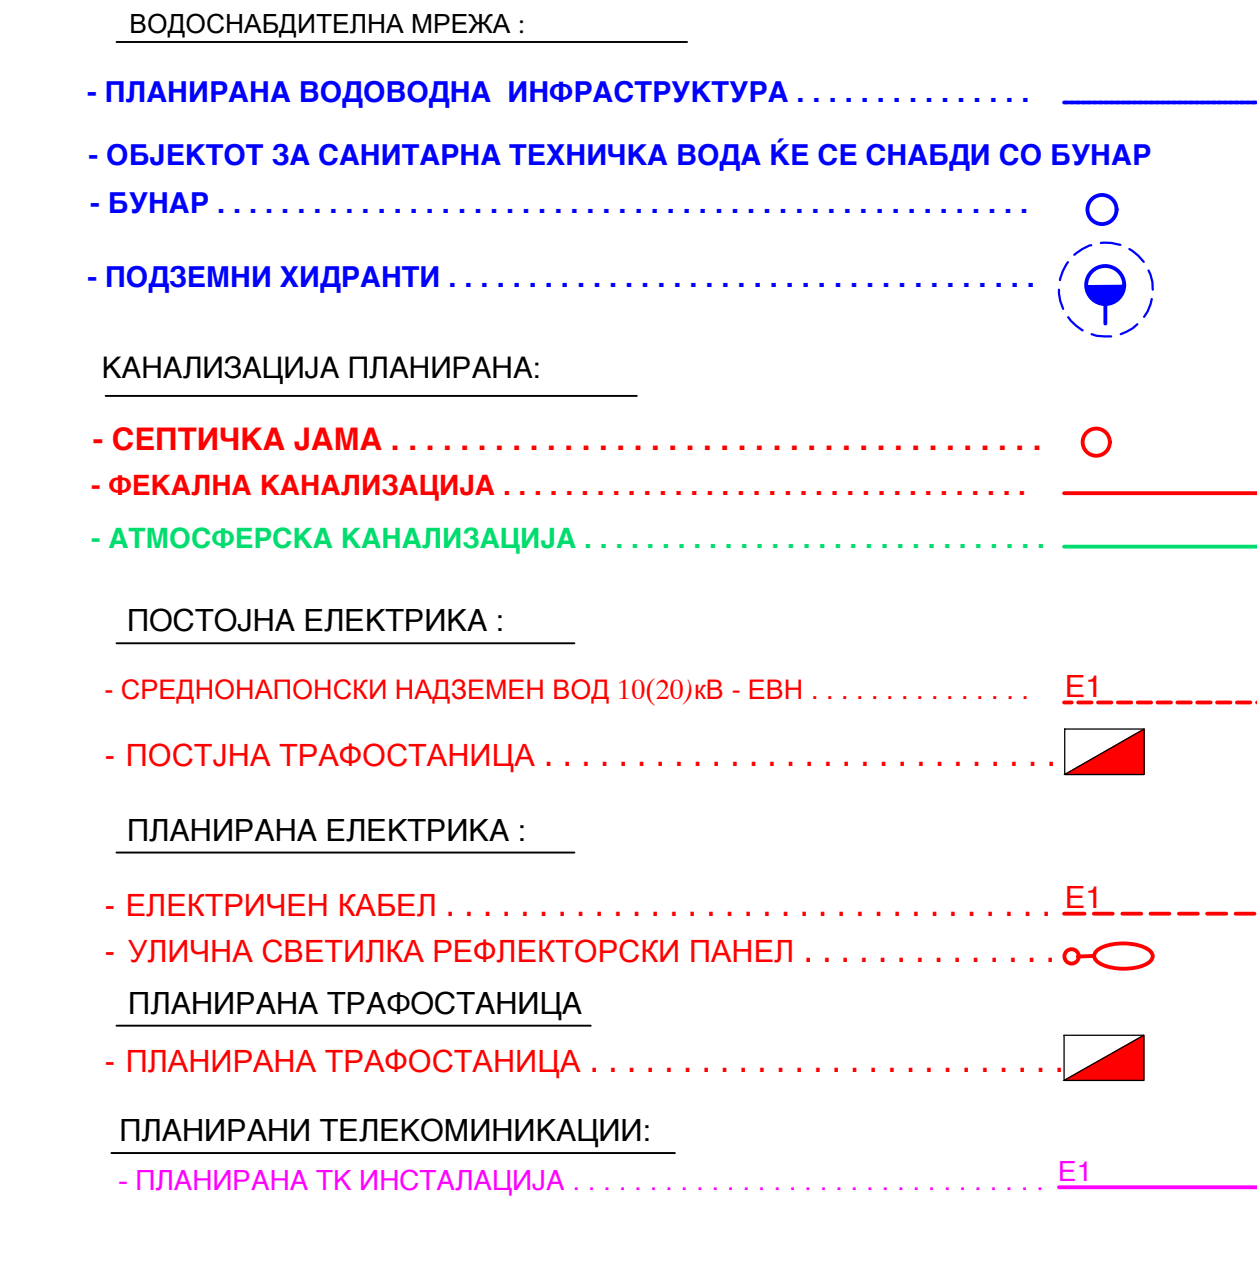 ВОДОСНАБДИТЕЛНА МРЕЖА :
- ПЛАНИРАНА ВОДОВОДНА ИНФРАСТРУКТУРА . . . . . . . . . . . . . . .
- ОБЈЕКТОТ ЗА САНИТАРНА ТЕХНИЧКА ВОДА ЌЕ СЕ СНАБДИ СО БУНАР
- БУНАР . . . . . . . . . . . . . . . . . . . . . . . . . . . . . . . . . . . . . . . . . . . . . . . . . . .
- ПОДЗЕМНИ ХИДРАНТИ . . . . . . . . . . . . . . . . . . . . . . . . . . . . . . . . . . . . .
КАНАЛИЗАЦИЈА ПЛАНИРАНА:
- СЕПТИЧКА ЈАМА . . . . . . . . . . . . . . . . . . . . . . . . . . . . . . . . . . . . . .
- ФЕКАЛНА КАНАЛИЗАЦИЈА . . . . . . . . . . . . . . . . . . . . . . . . . . . . . . . . . .
- АТМОСФЕРСКА КАНАЛИЗАЦИЈА . . . . . . . . . . . . . . . . . . . . . . . . . . . . . .
ПОСТОЈНА ЕЛЕКТРИКА :
- СРЕДНОНАПОНСКИ НАДЗЕМЕН ВОД 10(20)кВ - ЕВН . . . . . . . . . . . . . . . E1
- ПОСТЈНА ТРАФОСТАНИЦА . . . . . . . . . . . . . . . . . . . . . . . . . . . .
ПЛАНИРАНА ЕЛЕКТРИКА :
- ЕЛЕКТРИЧЕН КАБЕЛ . . . . . . . . . . . . . . . . . . . . . . . . . . . . . . . . . E1
- УЛИЧНА СВЕТИЛКА РЕФЛЕКТОРСКИ ПАНЕЛ . . . . . . . . . . . . . .
ПЛАНИРАНА ТРАФОСТАНИЦА
- ПЛАНИРАНА ТРАФОСТАНИЦА . . . . . . . . . . . . . . . . . . . . . . . . . .
ПЛАНИРАНИ ТЕЛЕКОМИНИКАЦИИ:
- ПЛАНИРАНА ТК ИНСТАЛАЦИЈА . . . . . . . . . . . . . . . . . . . . . . . . . . . . . . . E1